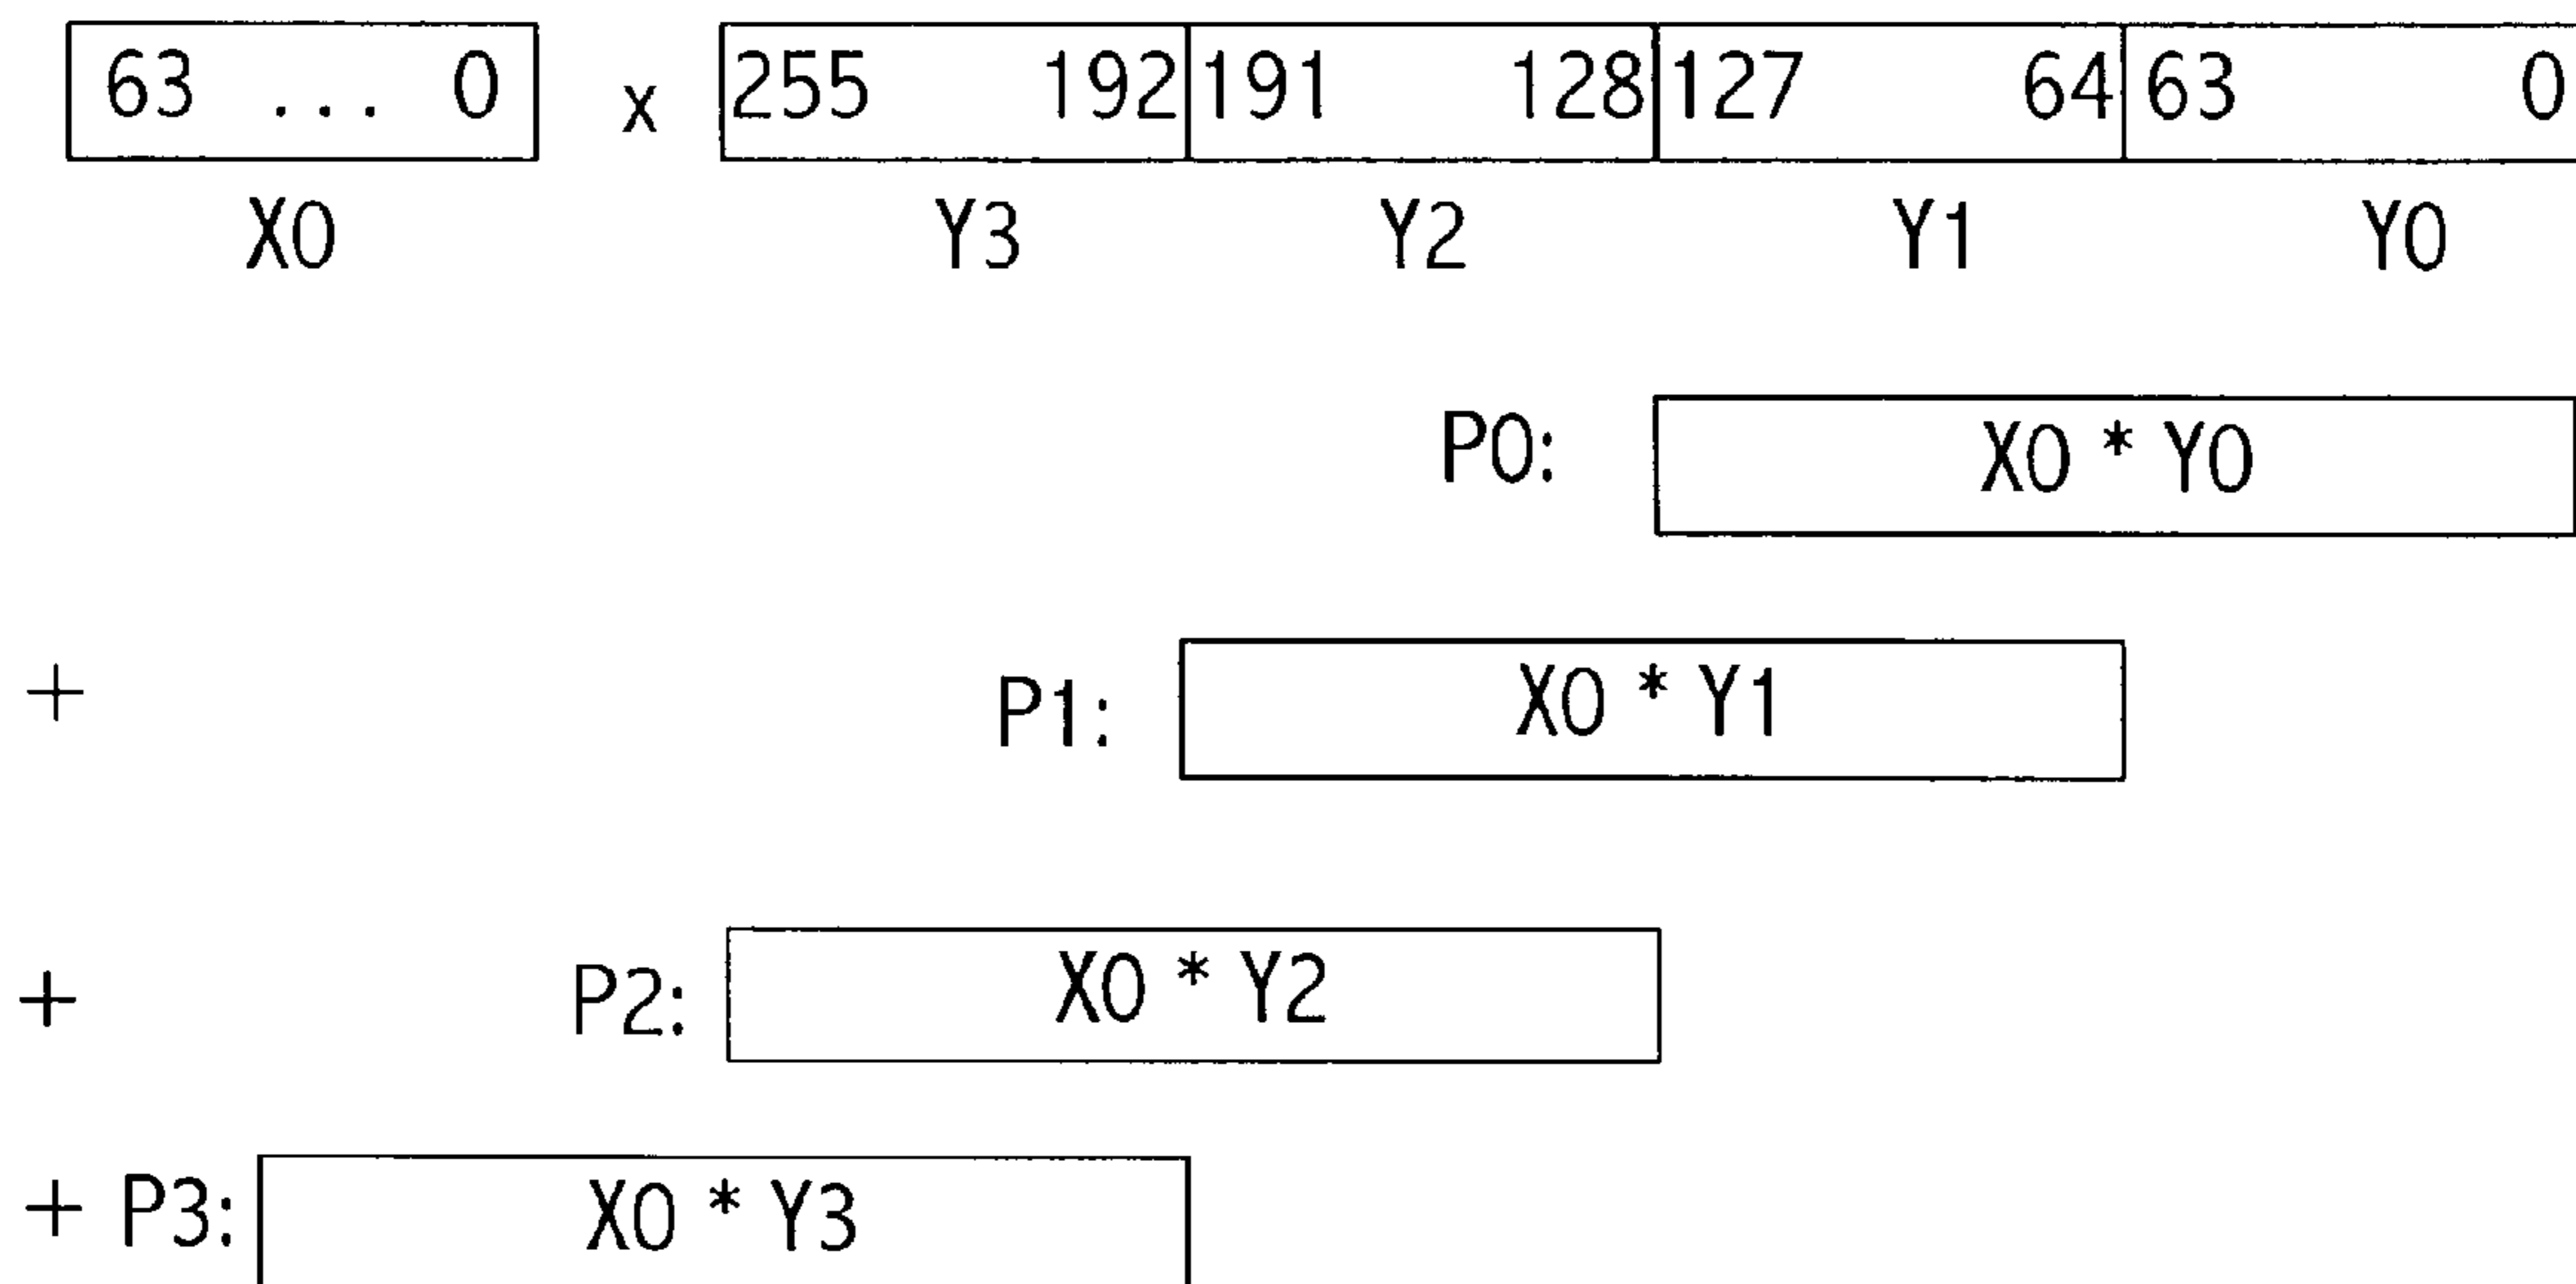 63 ... 0 x 255 192 191 128 127 64 63 0
X0 Y3 Y2 Y1 Y0
P0: X0 * Y0
+ P1: X0 * Y1
+ P2: X0 * Y2
+ P3: X0 * Y3